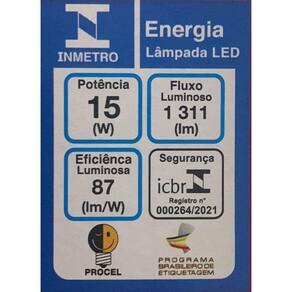 INMETRO
Energia
Lâmpada LED
Potência
15
(W)
Fluxo
Luminoso
1 311
(lm)
Eficiênca
Luminosa
87
(lm/W)
Segurança
icbr
Registro nº
000264/2021
PROCEL
PROGRAMA
BRASILEIRO DE
ETIQUETAGEM